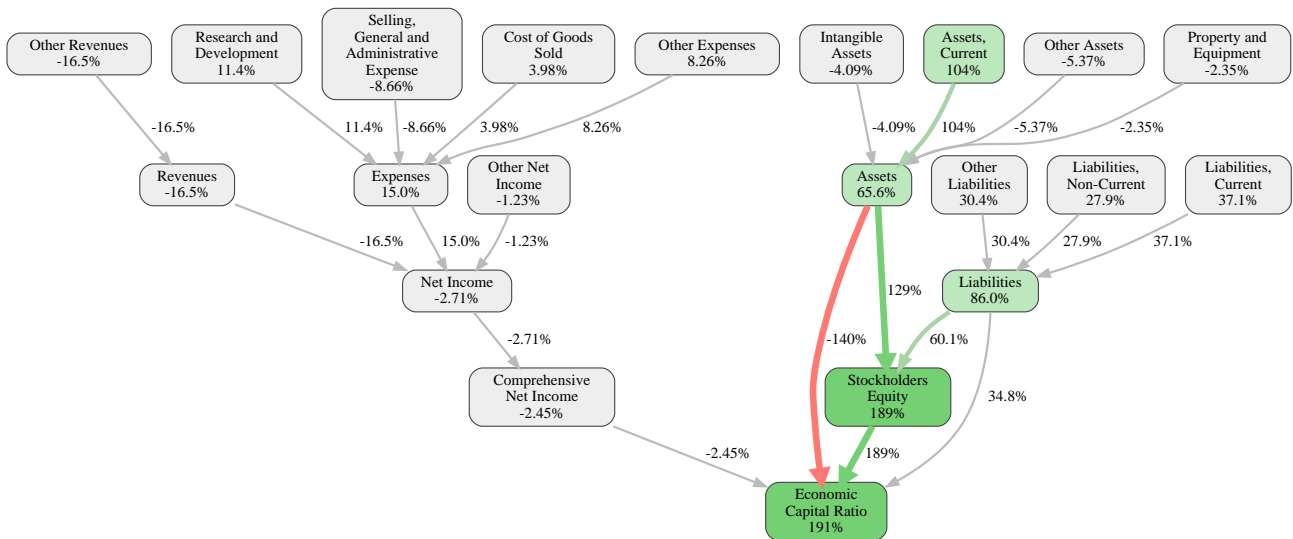 Other Revenues
-16.5%
Research and
Development
11.4%
Selling,
General and
Administrative
Expense
-8.66%
Cost of Goods
Sold
3.98%
Other Expenses
8.26%
Intangible
Assets
-4.09%
Assets,
Current
104%
Other Assets
-5.37%
Property and
Equipment
-2.35%
-16.5%
11.4%
-8.66%
3.98%
8.26%
-4.09%
104%
-5.37%
-2.35%
Revenues
-16.5%
Expenses
15.0%
Other Net
Income
-1.23%
Assets
65.6%
Other
Liabilities
30.4%
Liabilities,
Non-Current
27.9%
Liabilities,
Current
37.1%
-16.5%
15.0%
-1.23%
30.4%
27.9%
37.1%
Net Income
-2.71%
129%
Liabilities
86.0%
-2.71%
-140%
60.1%
Comprehensive
Net Income
-2.45%
Stockholders
Equity
189%
34.8%
-2.45%
189%
Economic
Capital Ratio
191%